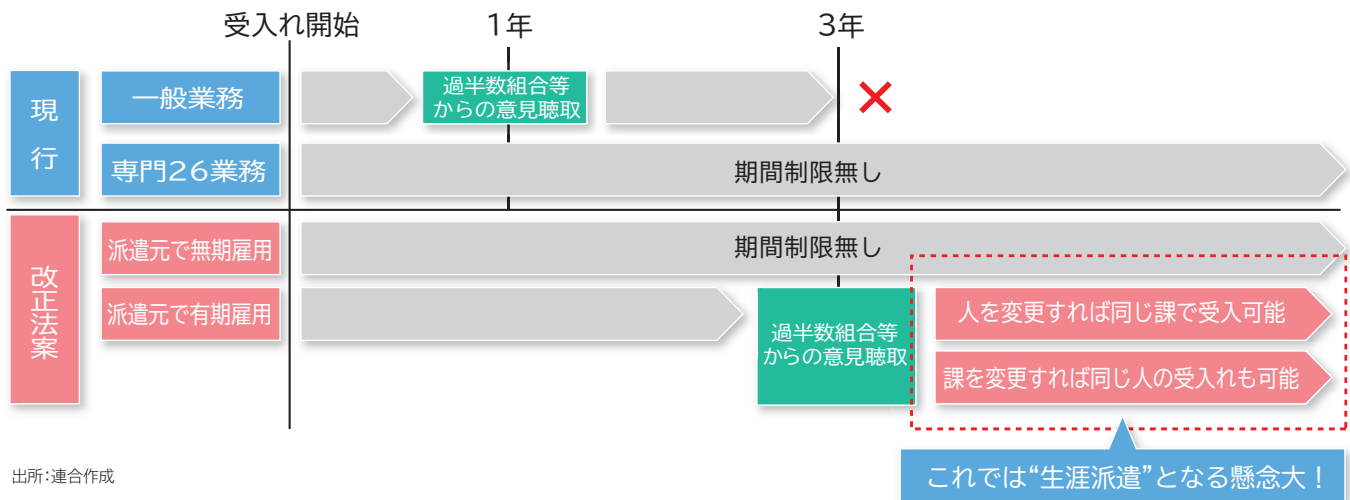 受入れ開始
1年
3年
現行
一般業務
過半数組合等
からの意見聴取
専門26業務
期間制限無し
改正法案
派遣元で無期雇用
期間制限無し
派遣元で有期雇用
過半数組合等
からの意見聴取
人を変更すれば同じ課で受入可能
課を変更すれば同じ人の受入れも可能
これでは“生涯派遣”となる懸念大！
出所：連合作成